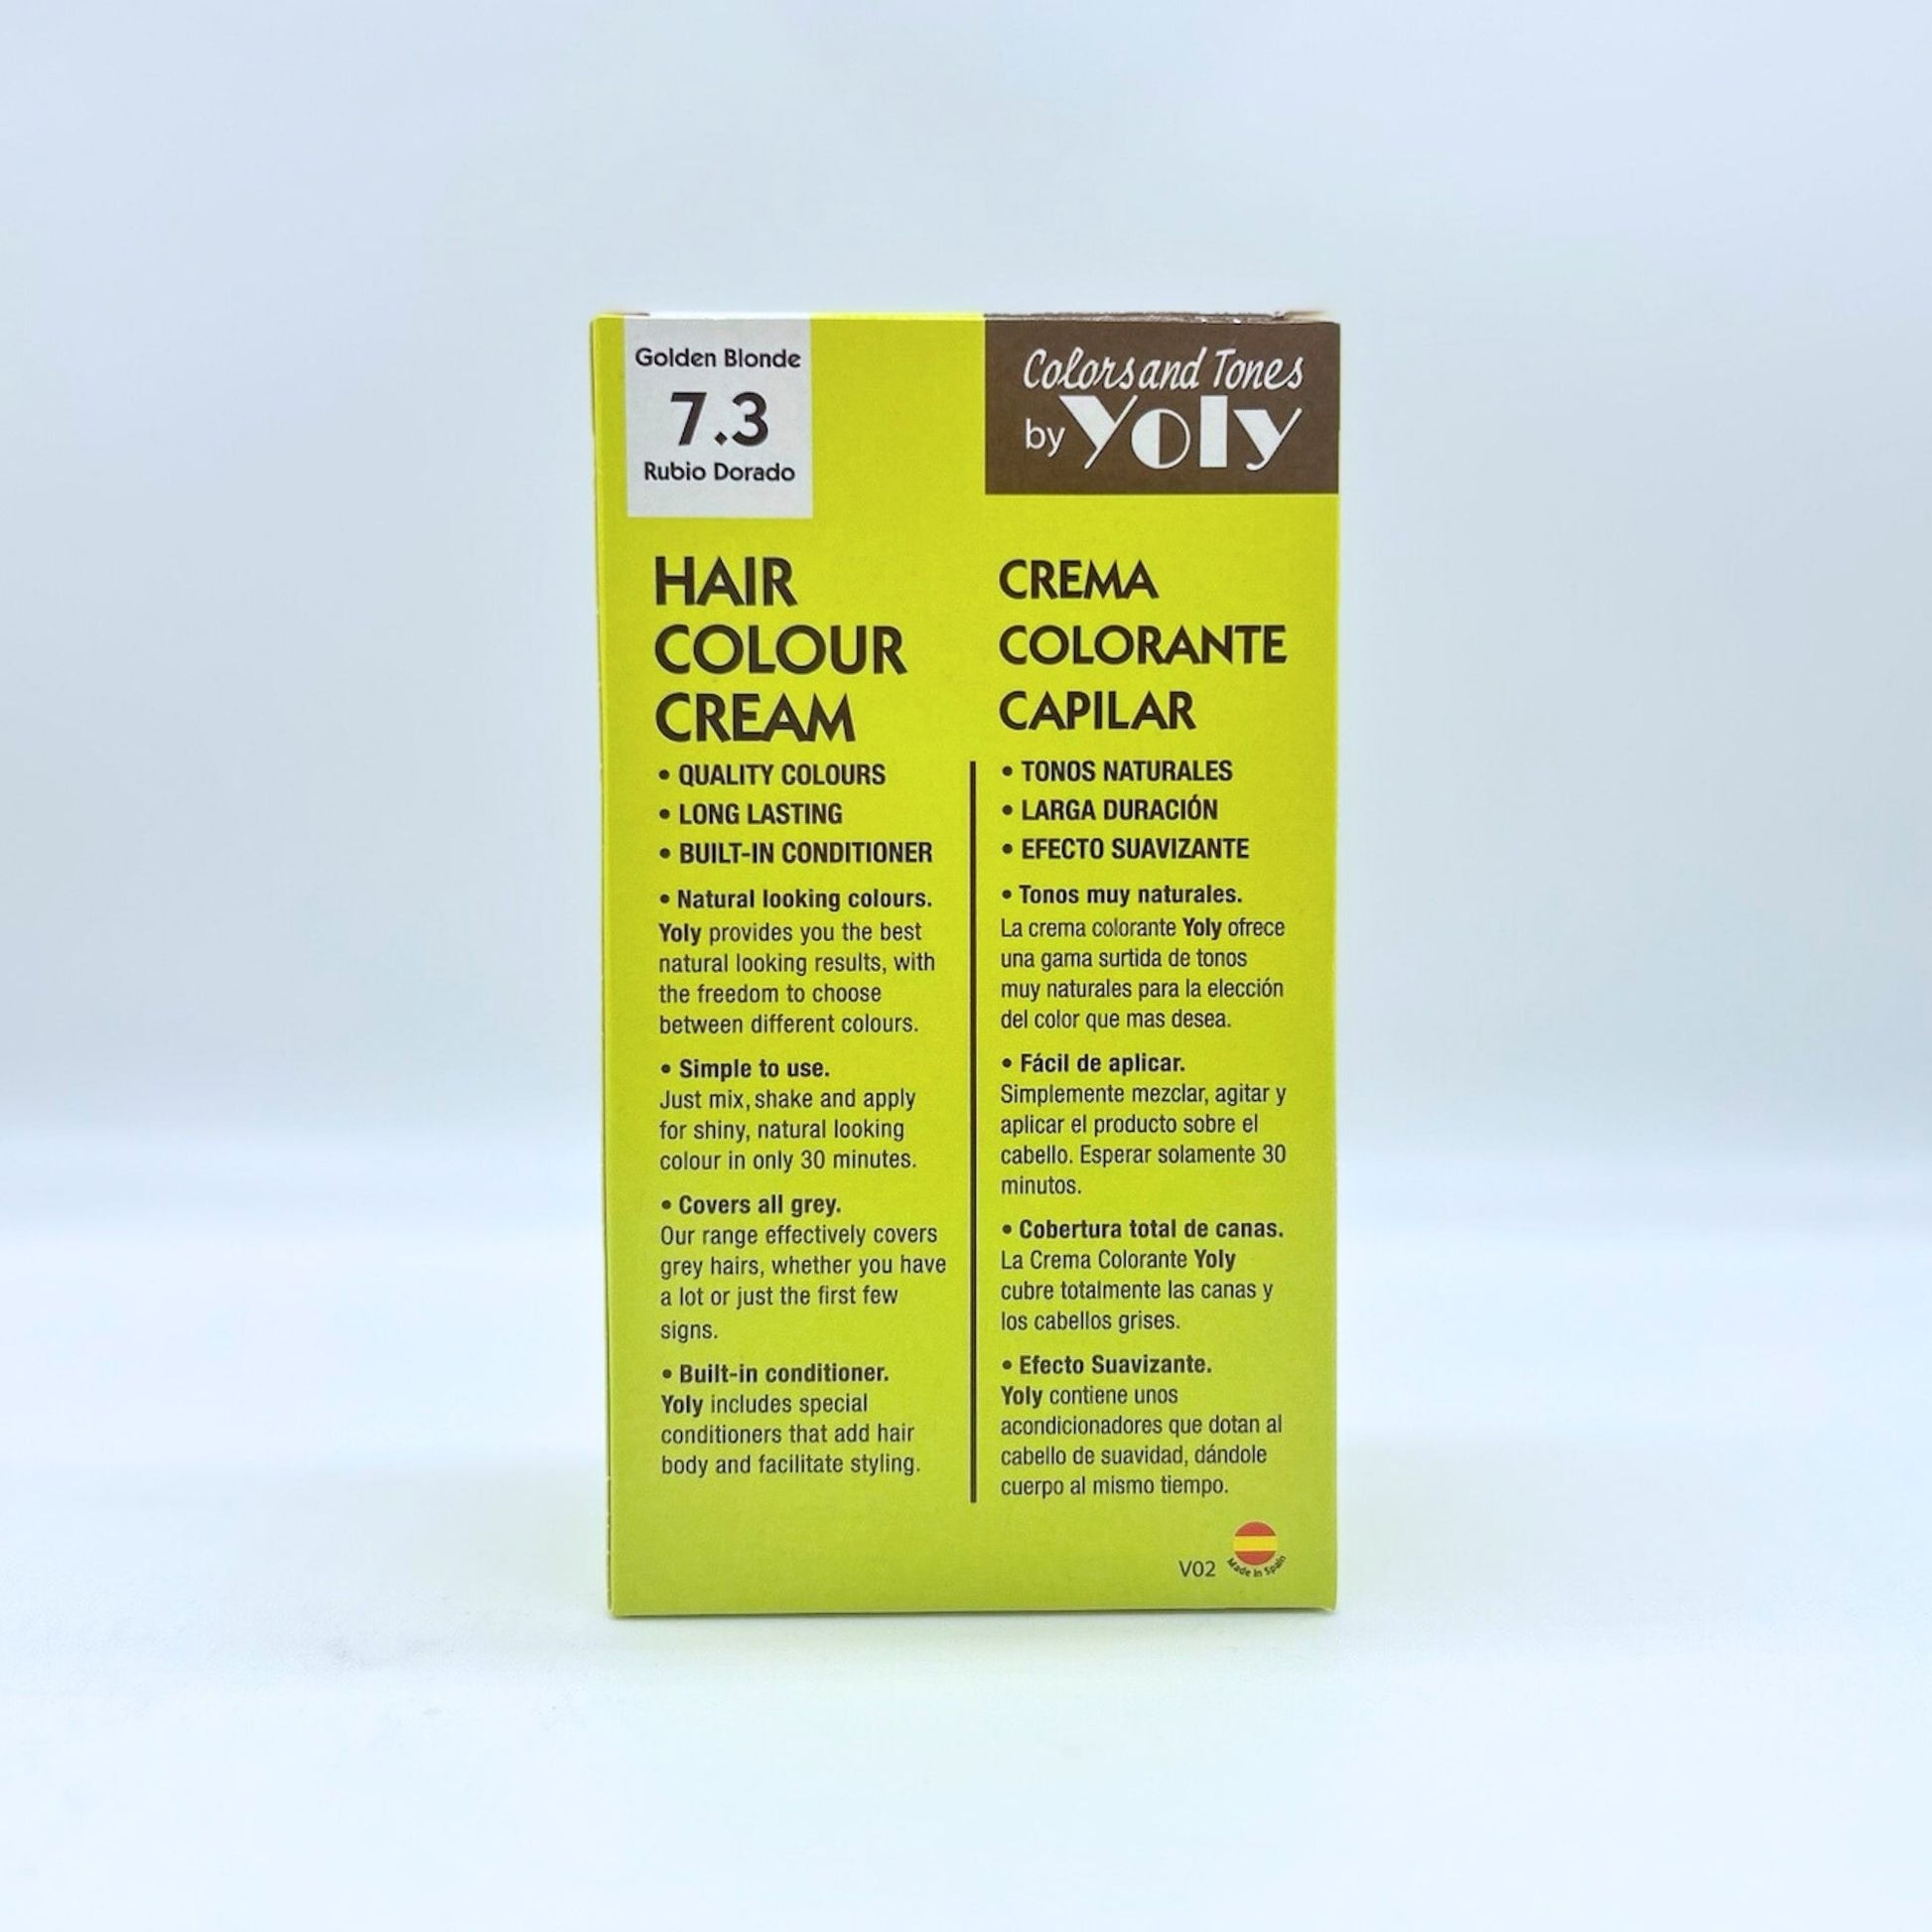 Golden Blonde
7.3
Rubio Dorado
Colors and Tones
by Yoly
HAIR
COLOUR
CREAM
• QUALITY COLOURS
• LONG LASTING
• BUILT-IN CONDITIONER
• Natural looking colours.
Yoly provides you the best
natural looking results, with
the freedom to choose
between different colours.
• Simple to use.
Just mix, shake and apply
for shiny, natural looking
colour in only 30 minutes.
• Covers all grey.
Our range effectively covers
grey hairs, whether you have
a lot or just the first few
signs.
• Built-in conditioner.
Yoly includes special
conditioners that add hair
body and facilitate styling.
CREMA
COLORANTE
CAPILAR
• TONOS NATURALES
• LARGA DURACIÓN
• EFECTO SUAVIZANTE
• Tonos muy naturales.
La crema colorante Yoly ofrece
una gama surtida de tonos
muy naturales para la elección
del color que mas desea.
• Fácil de aplicar.
Simplemente mezclar, agitar y
aplicar el producto sobre el
cabello. Esperar solamente 30
minutos.
• Cobertura total de canas.
La Crema Colorante Yoly
cubre totalmente las canas y
los cabellos grises.
• Efecto Suavizante.
Yoly contiene unos
acondicionadores que dotan al
cabello de suavidad, dándole
cuerpo al mismo tiempo.
V02
Made In Spain